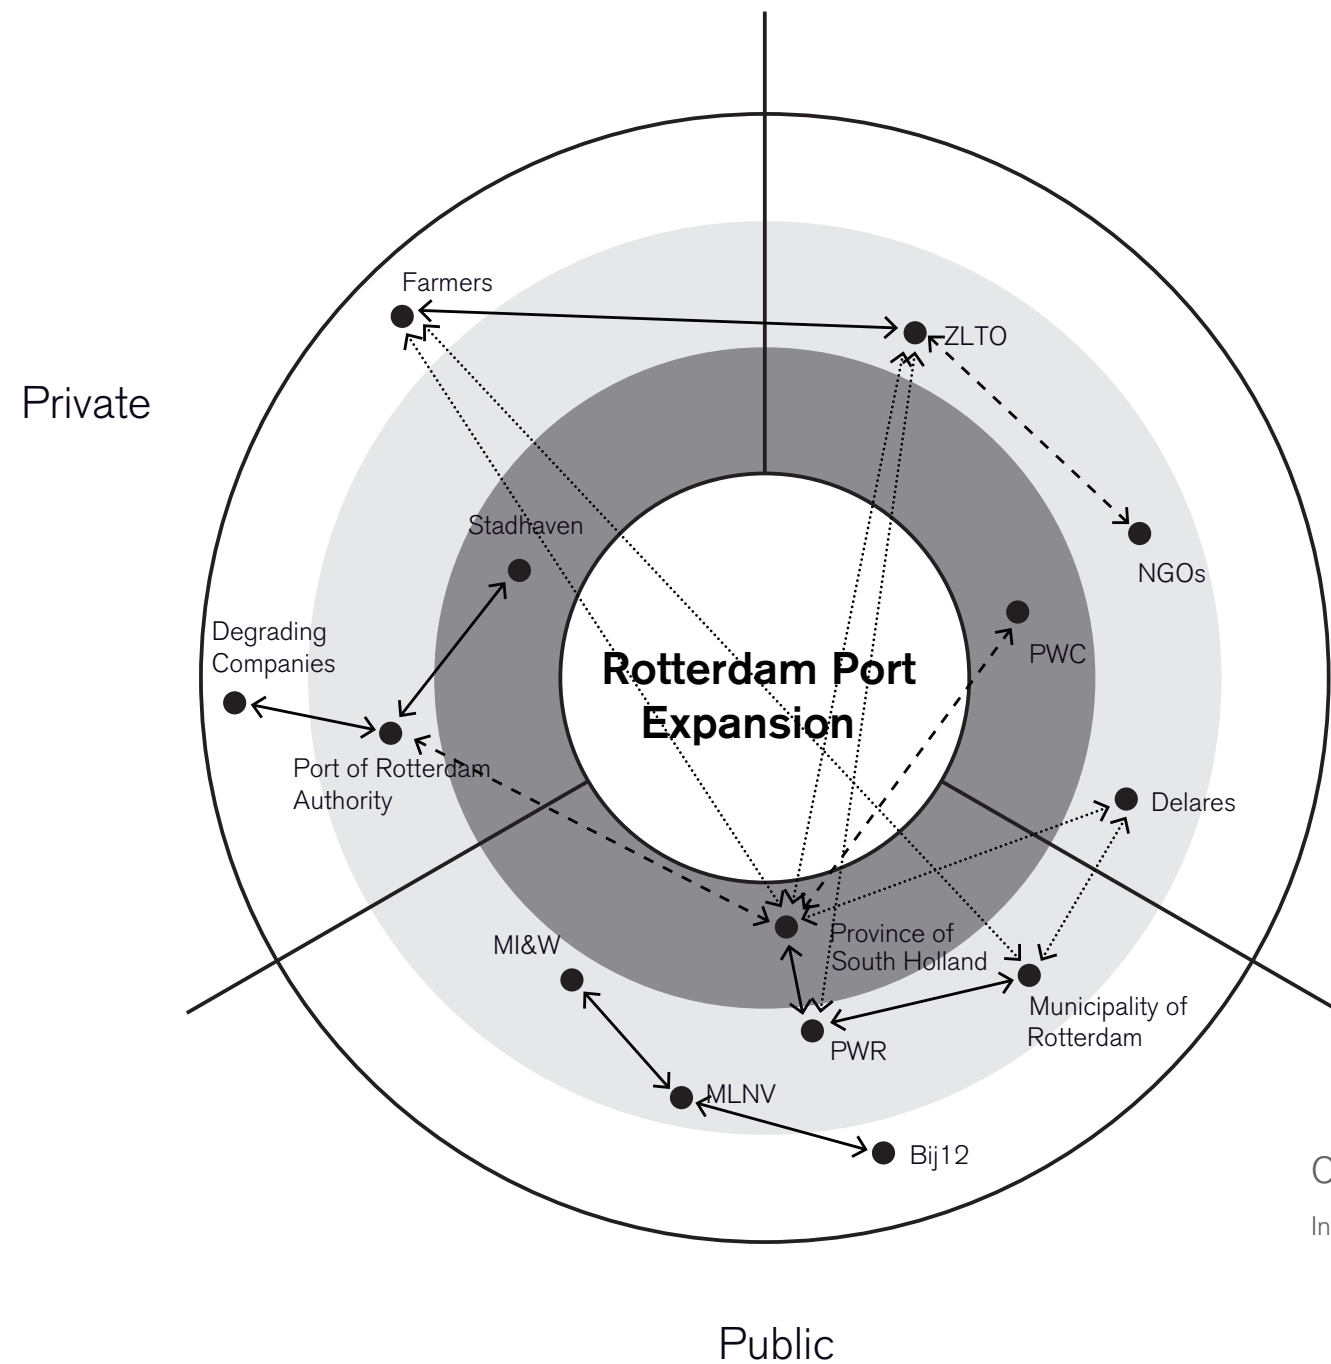 Farmers
ZLTO
Private
Stadhaven
NGOs
Degrading
Companies
PWC
Rotterdam Port
Expansion
Port of Rotterdam
Authority
Delares
MI&W
Province of
South Holland
Municipality of
Rotterdam
PWR
MLNV
Bij12
In
Public